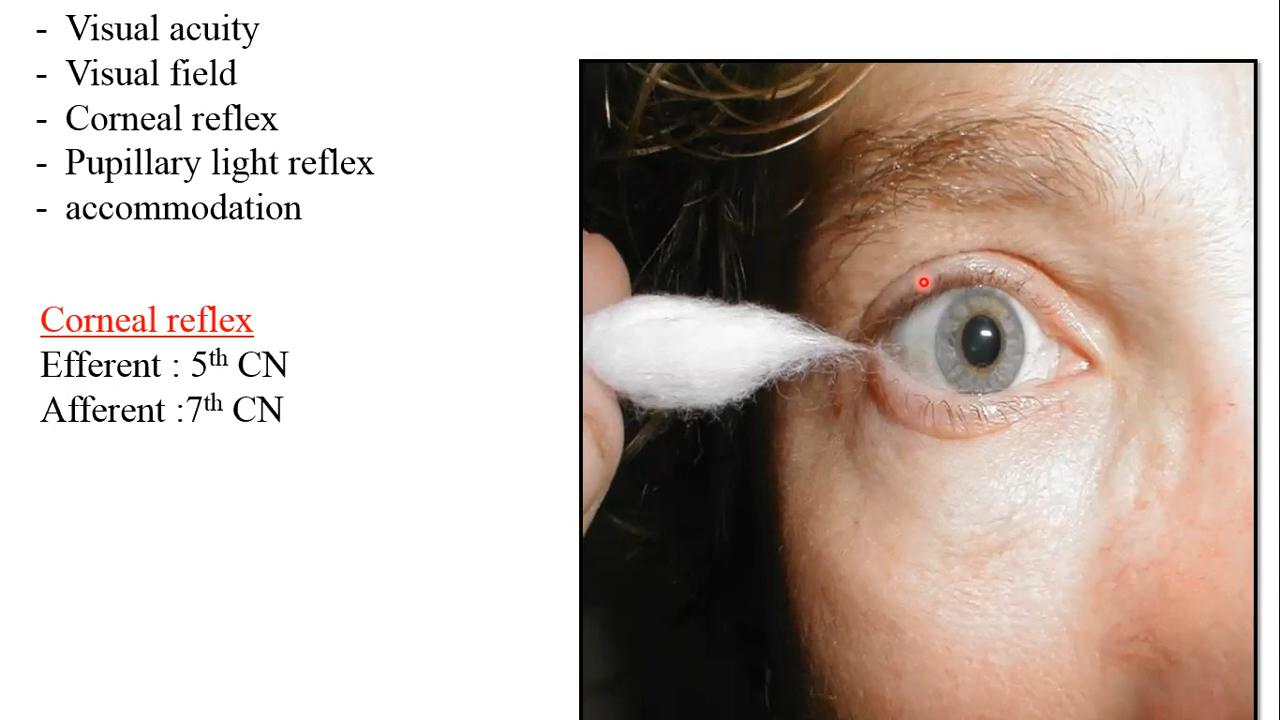 - Visual acuity
- Visual field
- Corneal reflex
- Pupillary light reflex
- accommodation
Corneal reflex
Efferent : 5th CN
Afferent :7th CN